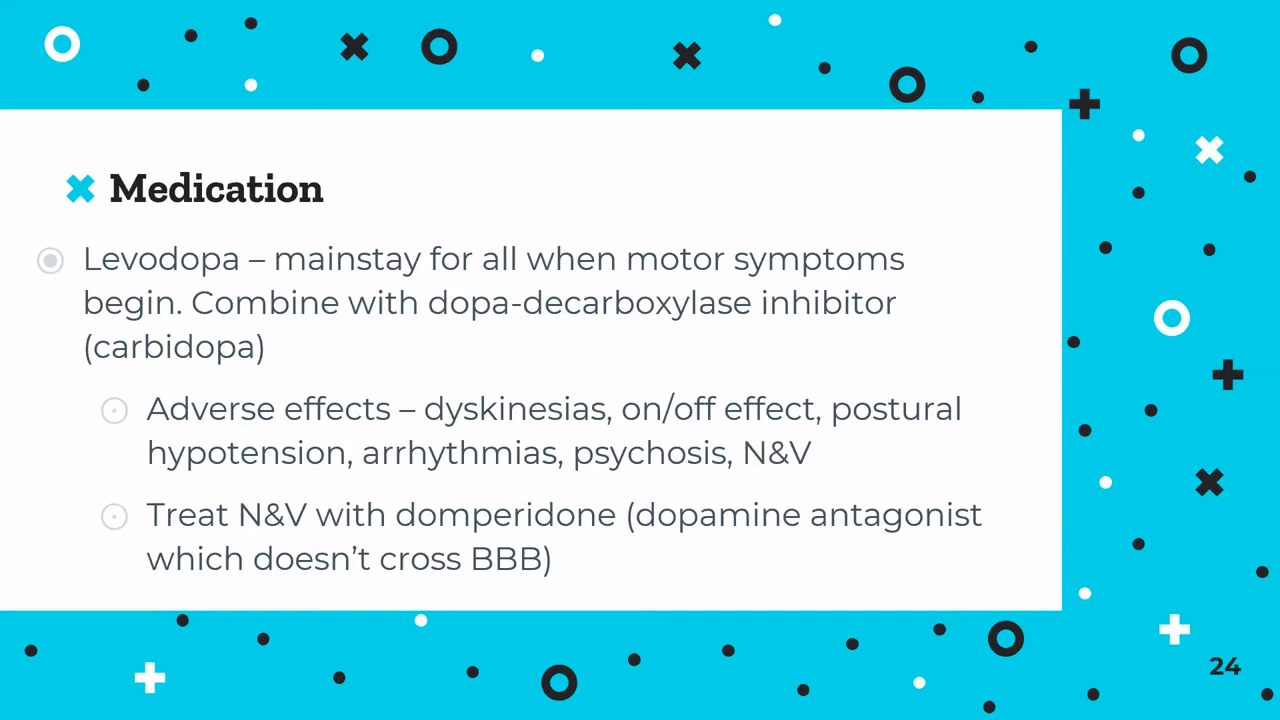 Medication
Levodopa – mainstay for all when motor symptoms
begin. Combine with dopa-decarboxylase inhibitor
(carbidopa)
Adverse effects – dyskinesias, on/off effect, postural
hypotension, arrhythmias, psychosis, N&V
Treat N&V with domperidone (dopamine antagonist
which doesn’t cross BBB)
24